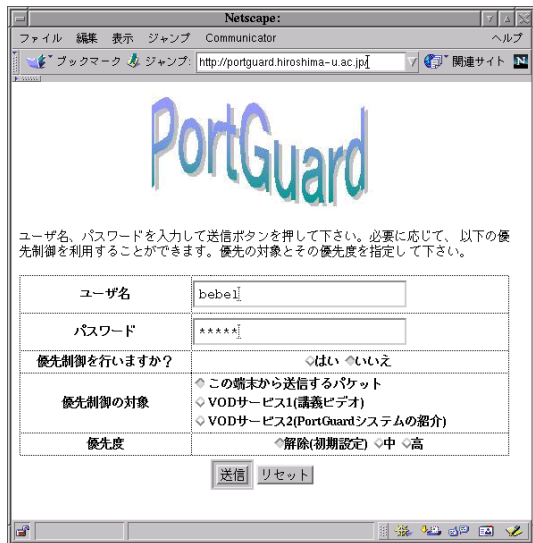 Netscape:
ファイル 編集 表示 ジャンプ Communicator ヘルプ
ブックマーク ジャンプ: http://portguard.hiroshima-u.ac.jp/ 関連サイト N
PortGuard
ユーザ名、パスワードを入力して送信ボタンを押して下さい。必要に応じて、 以下の優
先制御を利用することができます。優先の対象とその優先度を指定して下さい。
ユーザ名 bebe1
パスワード *****
優先制御を行いますか? はい いいえ
優先制御の対象
この端末から送信するパケット
VODサービス1(講義ビデオ)
VODサービス2(PortGuardシステムの紹介)
優先度 解除(初期設定) 中 高
送信 リセット